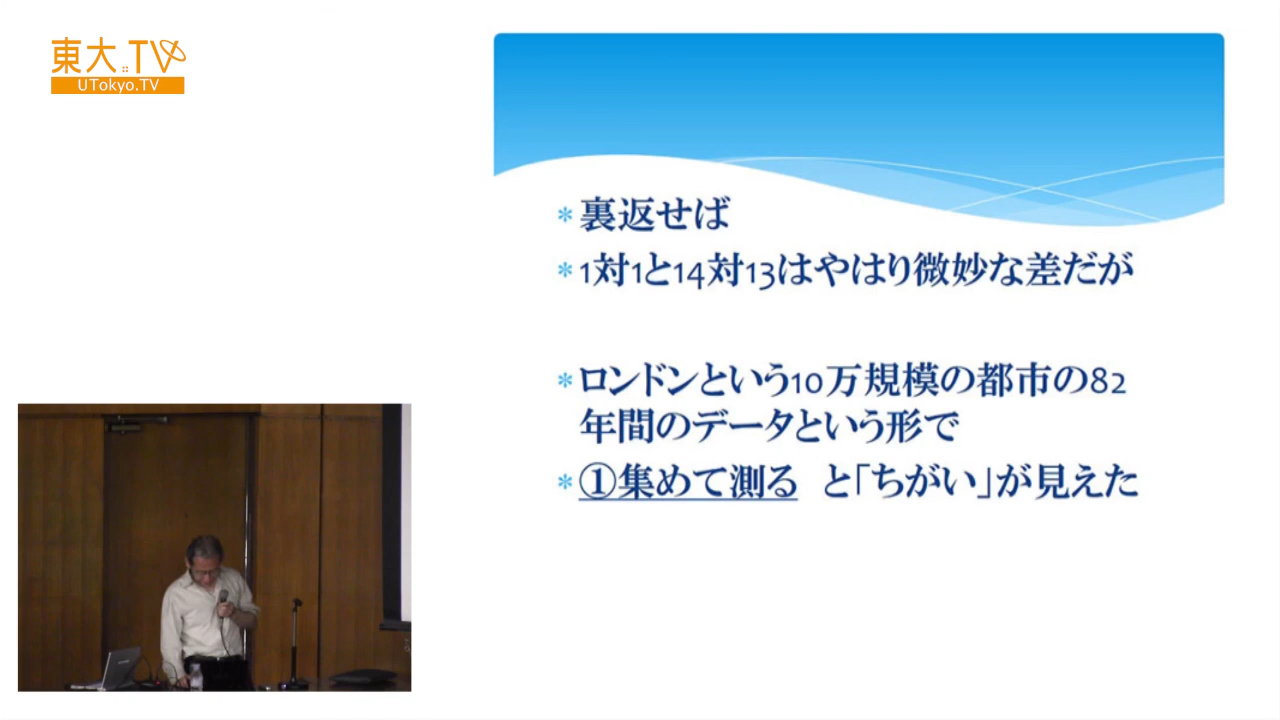 東大.TV
UTokyo.TV
*裏返せば
*1対1と14対13はやはり微妙な差だが
*ロンドンという10万規模の都市の82
年間のデータという形で
*①集めて測る　と「ちがい」が見えた